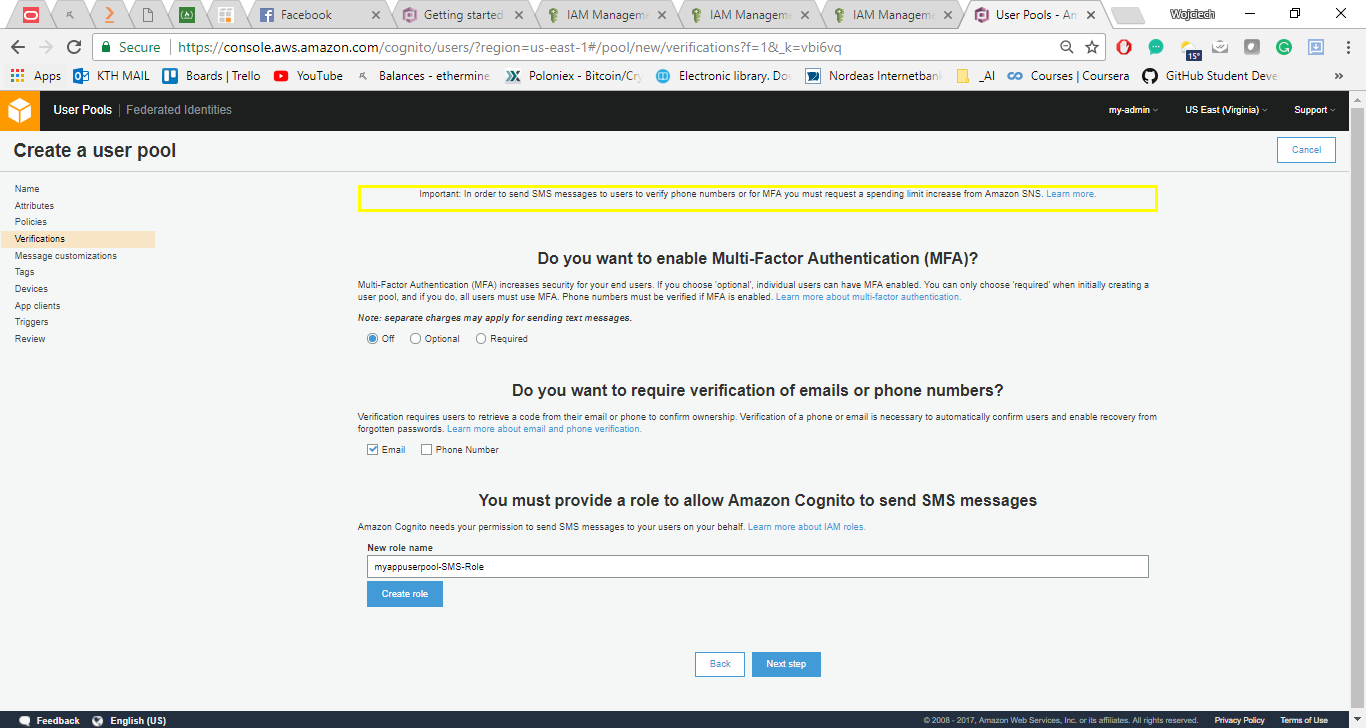 Facebook
Getting started
IAM Managem
IAM Managem
IAM Managem
User Pools - Am
Wojciech
Secure
https://console.aws.amazon.com/cognito/users/?region=us-east-1#/pool/new/verifications?f=1&_k=vbi6vq
15°
Apps
KTH MAIL
Boards | Trello
YouTube
Balances - ethermine.
Poloniex - Bitcoin/Cry
Electronic library. Dow
Nordeas Internetbank
_AI
Courses | Coursera
GitHub Student Deve
»
User Pools | Federated Identities
my-admin
US East (Virginia)
Support
Create a user pool
Cancel
Name
Attributes
Policies
Verifications
Message customizations
Tags
Devices
App clients
Triggers
Review
Important: In order to send SMS messages to users to verify phone numbers or for MFA you must request a spending limit increase from Amazon SNS. Learn more.
Do you want to enable Multi-Factor Authentication (MFA)?
Multi-Factor Authentication (MFA) increases security for your end users. If you choose 'optional', individual users can have MFA enabled. You can only choose 'required' when initially creating a
user pool, and if you do, all users must use MFA. Phone numbers must be verified if MFA is enabled. Learn more about multi-factor authentication.
Note: separate charges may apply for sending text messages.
Off
Optional
Required
Do you want to require verification of emails or phone numbers?
Verification requires users to retrieve a code from their email or phone to confirm ownership. Verification of a phone or email is necessary to automatically confirm users and enable recovery from
forgotten passwords. Learn more about email and phone verification.
Email
Phone Number
You must provide a role to allow Amazon Cognito to send SMS messages
Amazon Cognito needs your permission to send SMS messages to your users on your behalf. Learn more about IAM roles.
New role name
myappuserpool-SMS-Role
Create role
Back
Next step
Feedback
English (US)
© 2008 - 2017, Amazon Web Services, Inc. or its affiliates. All rights reserved.
Privacy Policy
Terms of Use